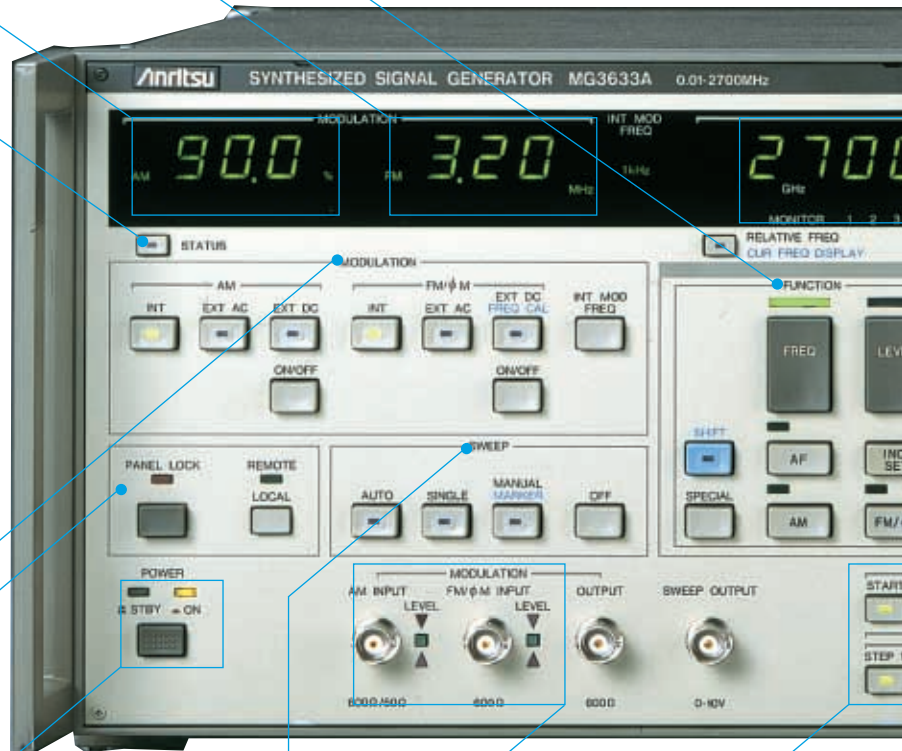 Anritsu SYNTHESIZED SIGNAL GENERATOR MG3633A 0.01-2700MHz
MODULATION INT MOD FREQ
AM 90.0 % FM 3.20 MHz 1kHz 2700
GHz
MONITOR 1 2 3
STATUS RELATIVE FREQ
CUR FREQ DISPLAY
MODULATION FUNCTION
AM FM/ϕM
INT EXT AC EXT DC INT EXT AC EXT DC INT MOD FREQ
FREQ CAL
FREQ
ON/OFF ON/OFF
SHIFT
AF
SWEEP
PANEL LOCK REMOTE
LOCAL
AUTO SINGLE MANUAL OFF SPECIAL
MARKER
AM
POWER
STBY ON
MODULATION
AM INPUT FM/ϕM INPUT OUTPUT SWEEP OUTPUT START
LEVEL LEVEL
STEP
600Ω/50Ω 600Ω 600Ω 0-10V